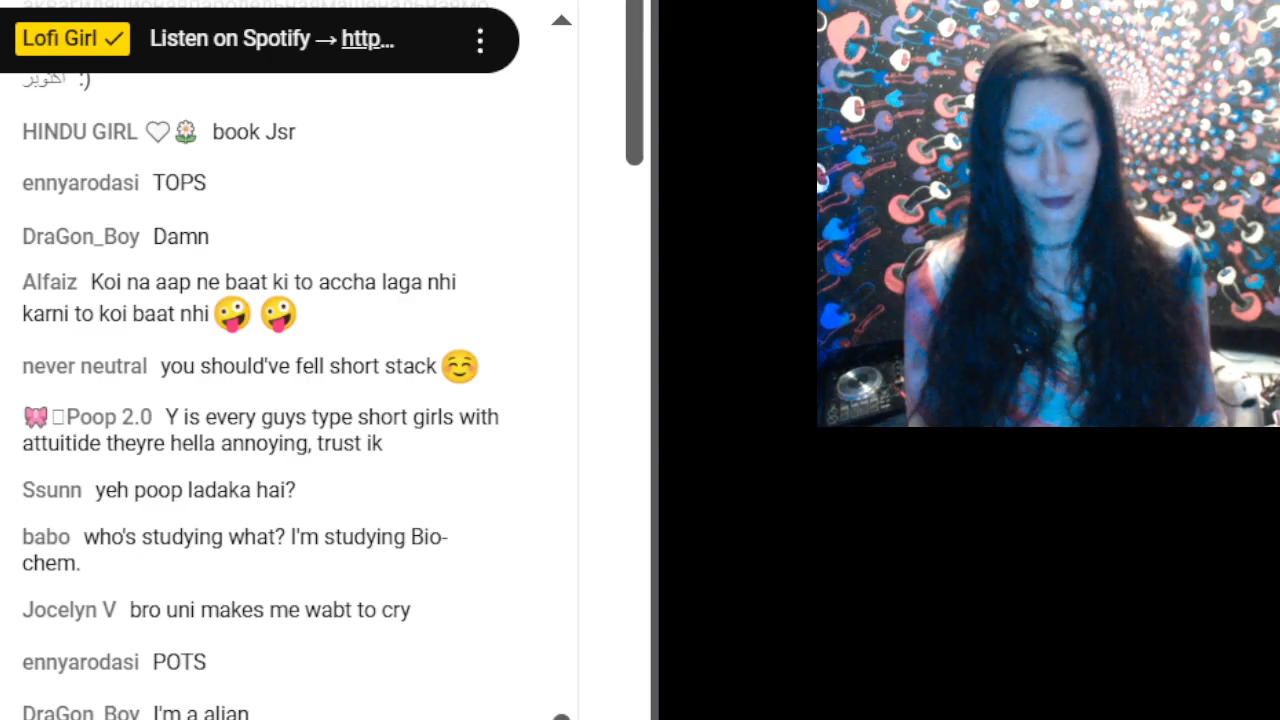 Lofi Girl ✓ Listen on Spotify → http...
اكتوبر :)
HINDU GIRL ♡🌼 book Jsr
ennyarodasi TOPS
DraGon_Boy Damn
Alfaiz Koi na aap ne baat ki to accha laga nhi
karni to koi baat nhi 🤪 🤪
never neutral you should've fell short stack ☺️
🎀▯Poop 2.0 Y is every guys type short girls with
attuitide theyre hella annoying, trust ik
Ssunn yeh poop ladaka hai?
babo who's studying what? I'm studying Bio-
chem.
Jocelyn V bro uni makes me wabt to cry
ennyarodasi POTS
DraGon_Boy I'm a alian